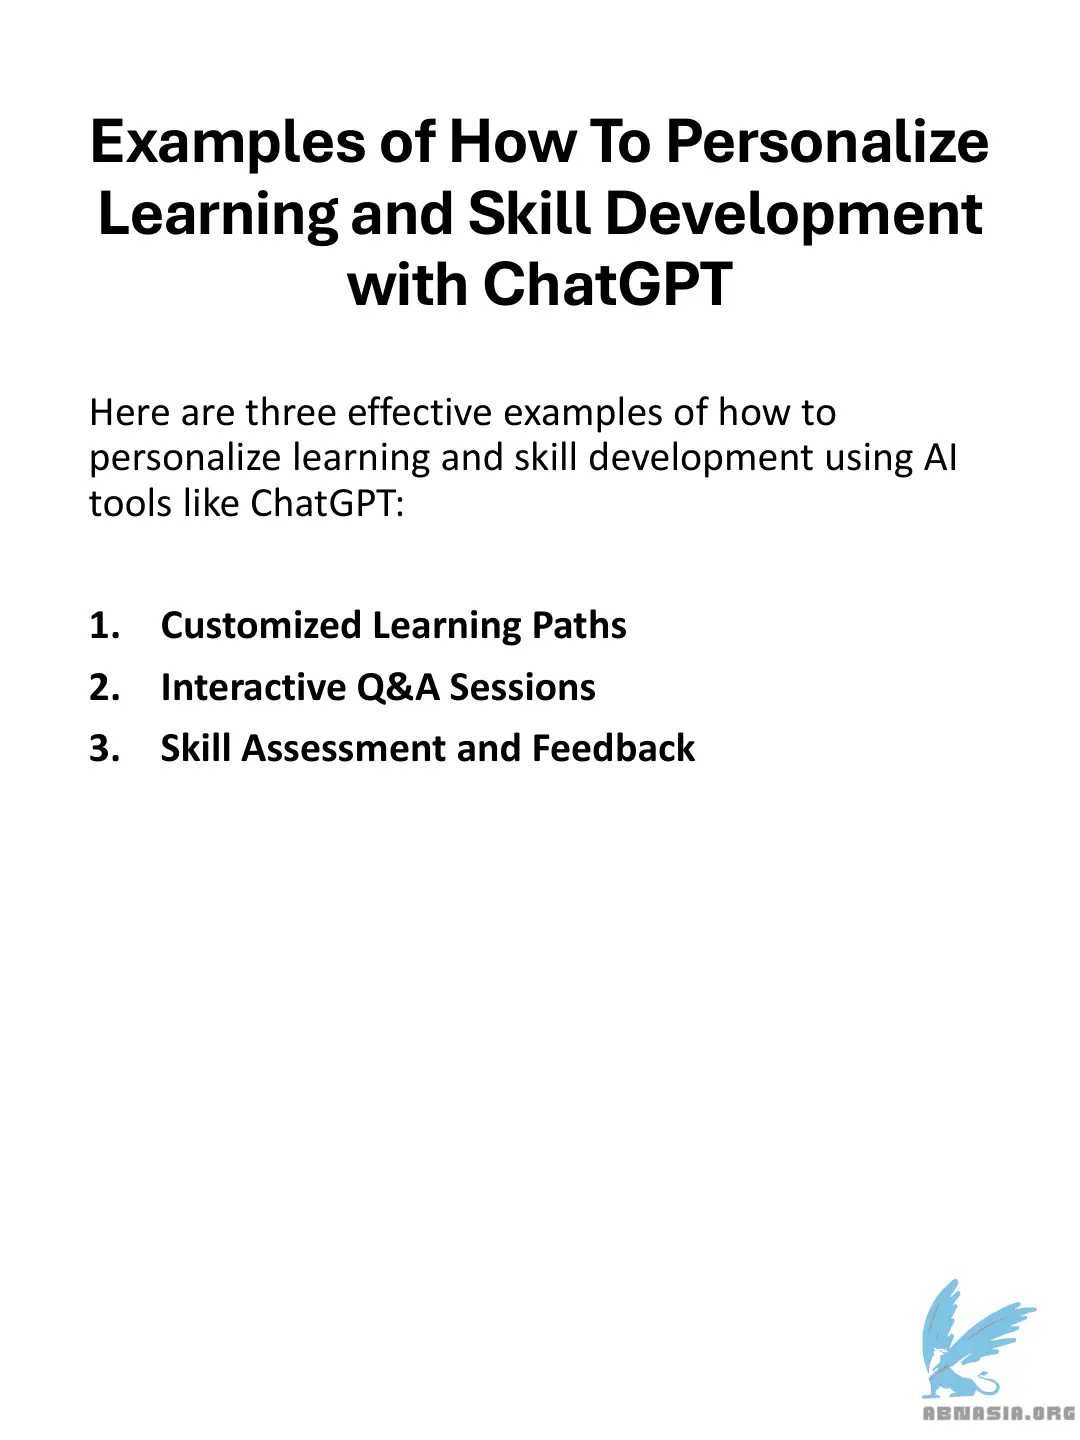 Examples of How To Personalize
Learning and Skill Development
with ChatGPT
Here are three effective examples of how to
personalize learning and skill development using AI
tools like ChatGPT:
1. Customized Learning Paths
2. Interactive Q&A Sessions
3. Skill Assessment and Feedback
ABNASIA.ORG